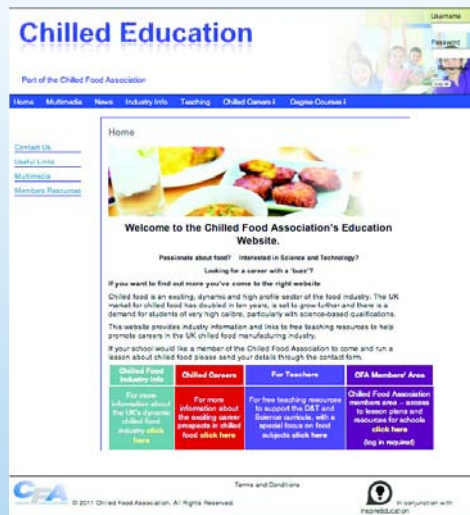 Chilled Education
Username
Password
Remember
Log in
Part of the Chilled Food Association
Home Multimedia News Industry Info Teaching Chilled Careers Degree Courses
Contact Us
Useful Links
Multimedia
Members Resources
Home
Welcome to the Chilled Food Association's Education
Website.
Passionate about food? Interested in Science and Technology?
Looking for a career with a 'buzz'?
If you want to find out more you've come to the right website
Chilled food is an exciting, dynamic and high profile sector of the food industry. The UK
market for chilled food has doubled in ten years, is set to grow further and there is a
demand for students of very high calibre, particularly with science-based qualifications.
This website provides industry information and links to free teaching resources to help
promote careers in the UK chilled food manufacturing industry.
If your school would like a member of the Chilled Food Association to come and run a
lesson about chilled food please send your details through the contact form.
Chilled Food
Industry Info
For more
information about
the UK's dynamic
chilled food
industry click
here
Chilled Careers
For more
information about
the exciting career
prospects in chilled
food click here
For Teachers
For free teaching resources
to support the D&T and
Science curricula, with a
special focus on food
subjects click here
CFA Members' Area
Chilled Food Association
members area – access
to lesson plans and
resources for schools
click here
(log in required)
CFA
Terms and Conditions
© 2011 Chilled Food Association. All Rights Reserved.
In conjunction with
InspireEducation